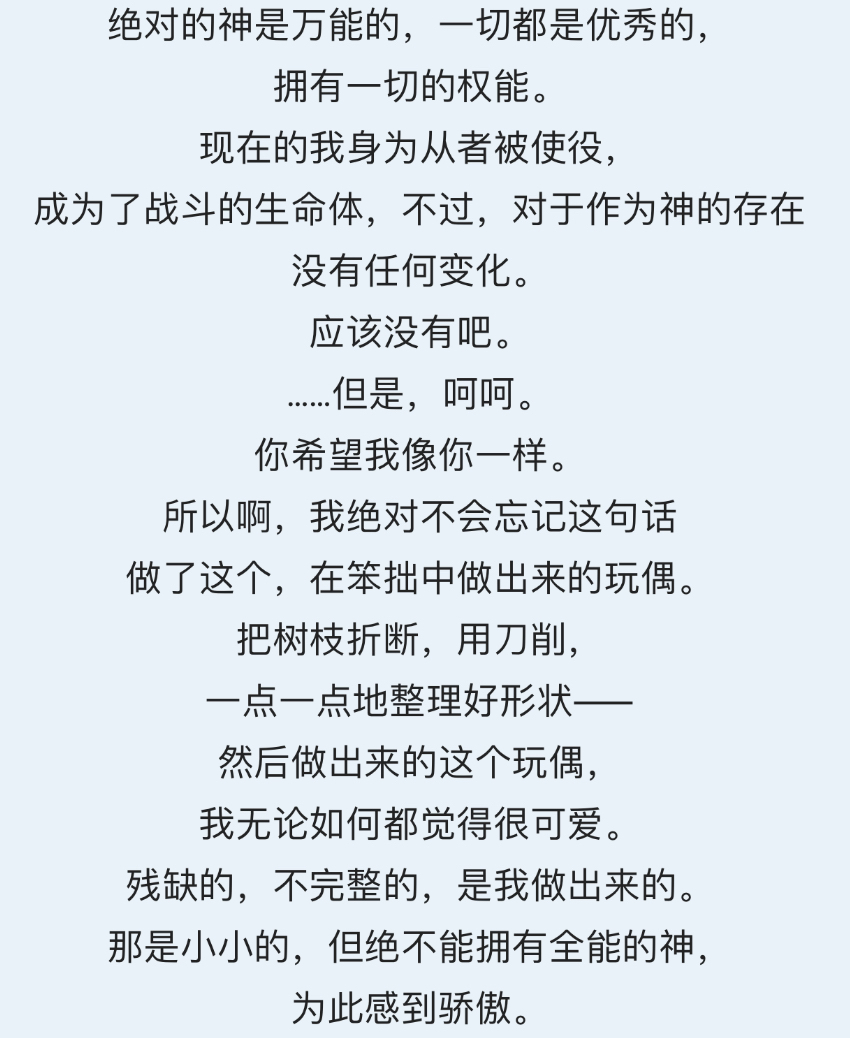 绝对的神是万能的，一切都是优秀的，
拥有一切的权能。
现在的我身为从者被使役，
成为了战斗的生命体，不过，对于作为神的存在
没有任何变化。
应该没有吧。
……但是，呵呵。
你希望我像你一样。
所以啊，我绝对不会忘记这句话
做了这个，在笨拙中做出来的玩偶。
把树枝折断，用刀削，
一点一点地整理好形状——
然后做出来的这个玩偶，
我无论如何都觉得很可爱。
残缺的，不完整的，是我做出来的。
那是小小的，但绝不能拥有全能的神，
为此感到骄傲。